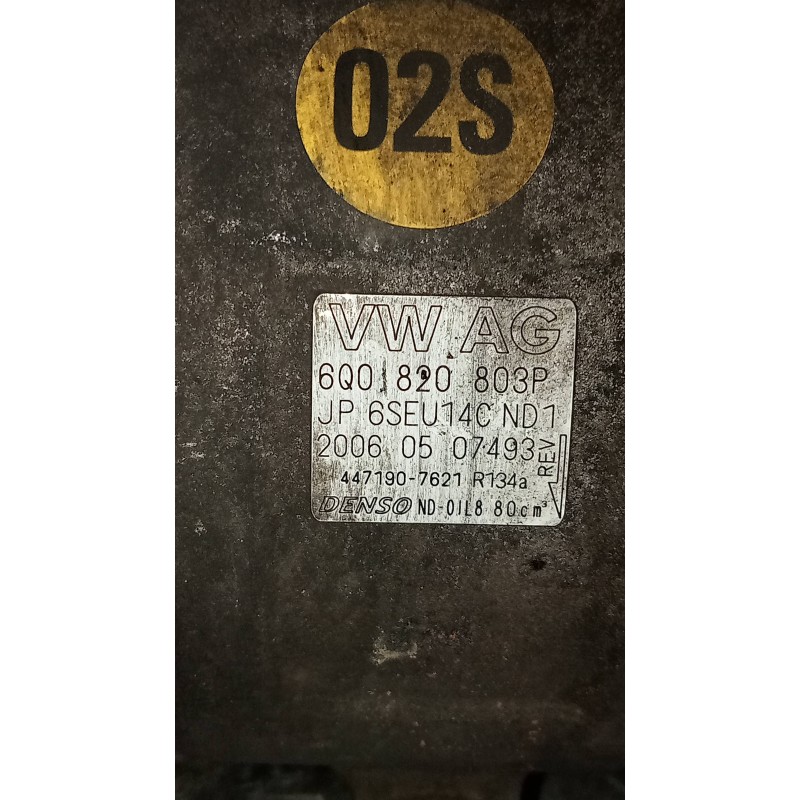 02S
VW AG
6Q0 820 803P
JP 6SEU14C ND1
2006 05 07493
REV
447190-7621 R134a
DENSO ND-OIL8 80cm³